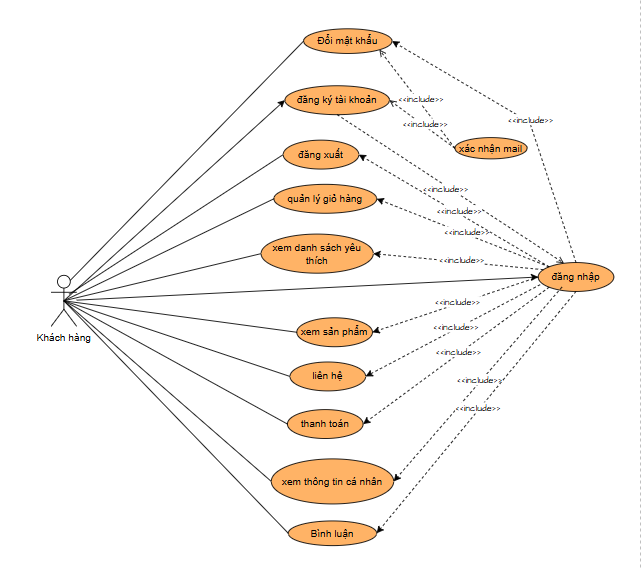 Đổi mật khẩu
<<include>>
đăng ký tài khoản
<<include>>
<<include>>
xác nhận mail
đăng xuất
<<include>>
quản lý giỏ hàng
<<include>>
<<include>>
xem danh sách yêu
thích
<<include>>
đăng nhập
Khách hàng
<<include>>
xem sản phẩm
<<include>>
<<include>>
liên hệ
<<include>>
<<include>>
thanh toán
xem thông tin cá nhân
Bình luận